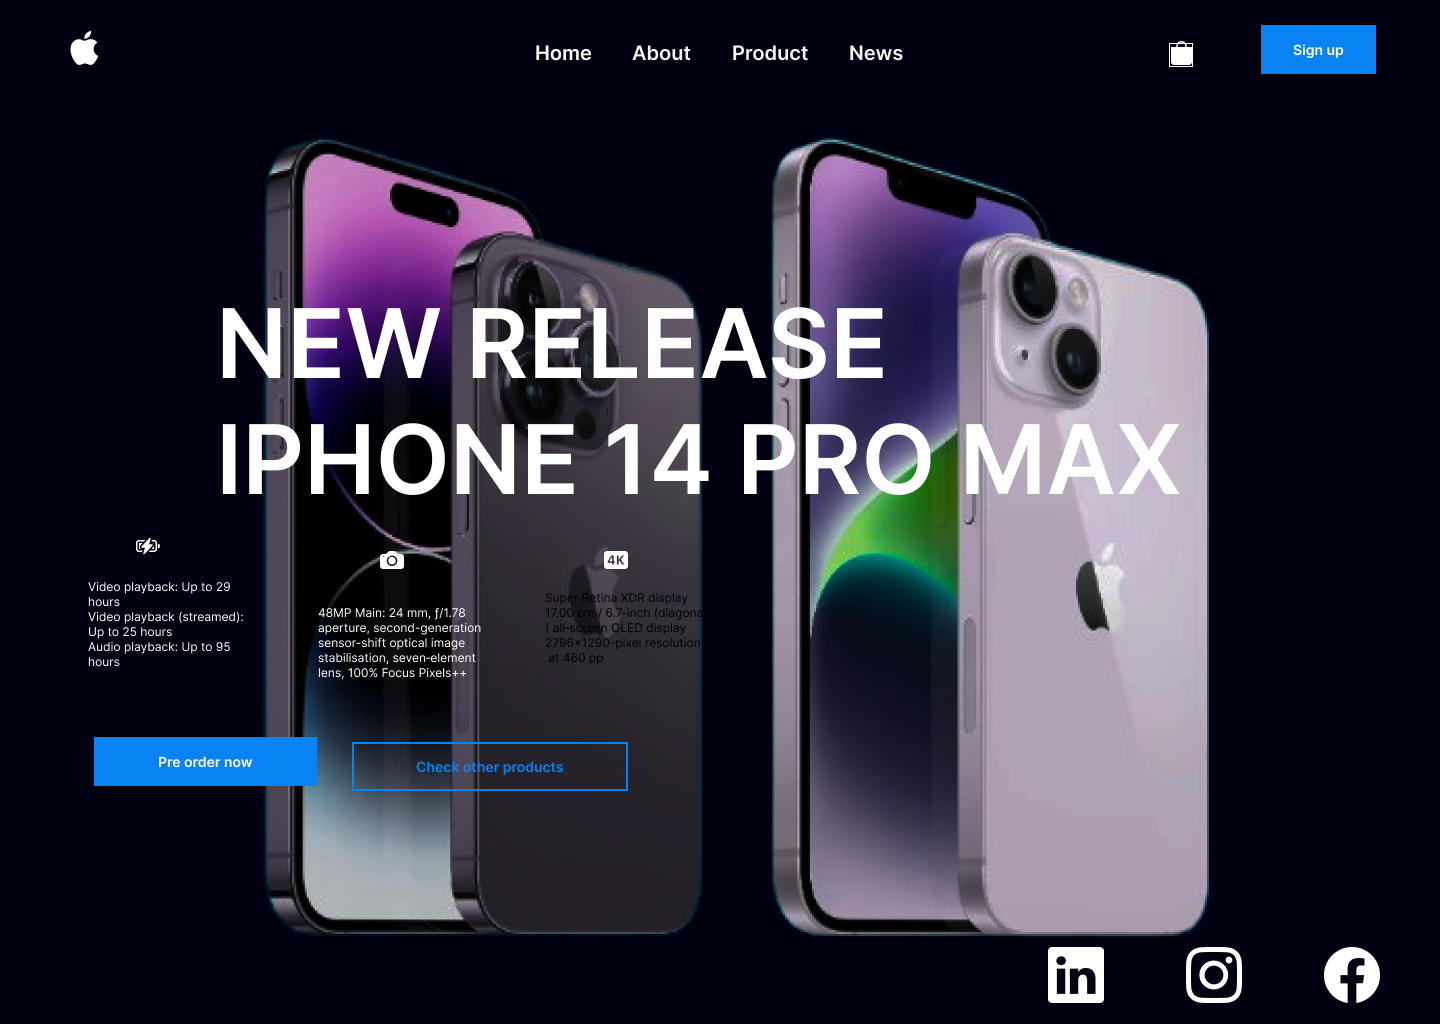 Home About Product News
Sign up
NEW RELEASE
IPHONE 14 PRO MAX
Video playback: Up to 29
hours
Video playback (streamed):
Up to 25 hours
Audio playback: Up to 95
hours
48MP Main: 24 mm, ƒ/1.78
aperture, second-generation
sensor-shift optical image
stabilisation, seven-element
lens, 100% Focus Pixels++
4K
Super Retina XDR display
17.00 cm / 6.7-inch (diagona
) all-screen OLED display
2796x1290-pixel resolution
at 460 pp
Pre order now
Check other products
in